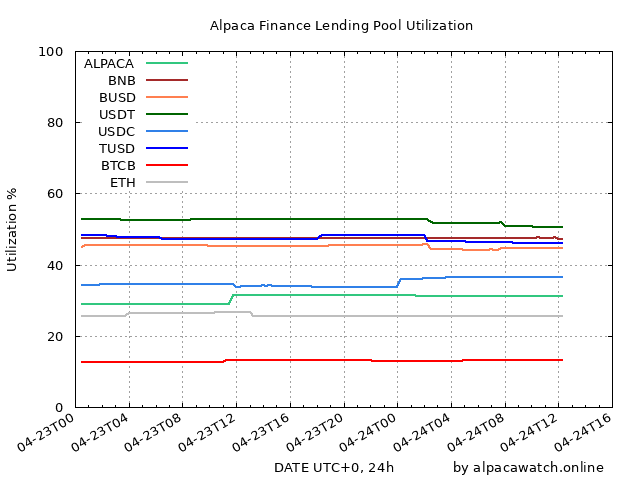 Alpaca Finance Lending Pool Utilization
100
80
60
40
20
0
Utilization %
ALPACA
BNB
BUSD
USDT
USDC
TUSD
BTCB
ETH
04-23T00
04-23T04
04-23T08
04-23T12
04-23T16
04-23T20
04-24T00
04-24T04
04-24T08
04-24T12
04-24T16
DATE UTC+0, 24h
by alpacawatch.online